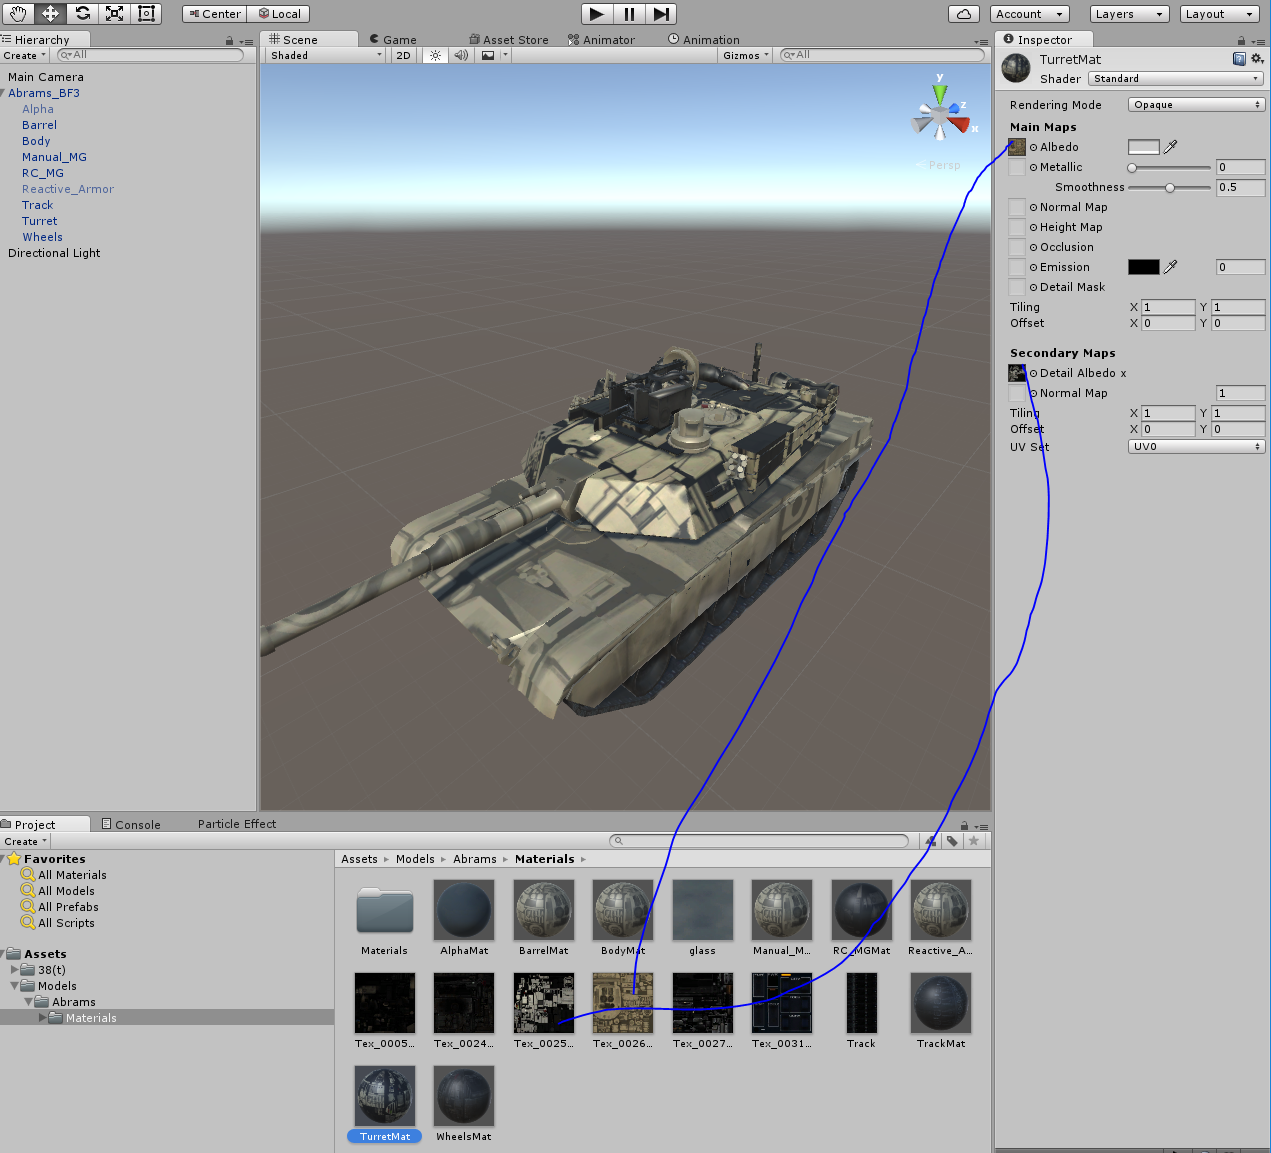 Center Local Account Layers Layout
Hierarchy
Create All
Main Camera
Abrams_BF3
Alpha
Barrel
Body
Manual_MG
RC_MG
Reactive_Armor
Track
Turret
Wheels
Directional Light
Scene Game Asset Store Animator Animation
Shaded 2D Gizmos All
y
z
x
Persp
Inspector
TurretMat
Shader Standard
Rendering Mode Opaque
Main Maps
Albedo
Metallic 0
Smoothness 0.5
Normal Map
Height Map
Occlusion
Emission 0
Detail Mask
Tiling X 1 Y 1
Offset X 0 Y 0
Secondary Maps
Detail Albedo x
Normal Map 1
Tiling X 1 Y 1
Offset X 0 Y 0
UV Set UV0
Project Console Particle Effect
Create
Favorites
All Materials
All Models
All Prefabs
All Scripts
Assets
38(t)
Models
Abrams
Materials
Assets Models Abrams Materials
Materials AlphaMat BarrelMat BodyMat glass Manual_M... RC_MGMat Reactive_A...
Tex_0005... Tex_0024... Tex_0025... Tex_0026... Tex_0027... Tex_0031... Track TrackMat
TurretMat WheelsMat